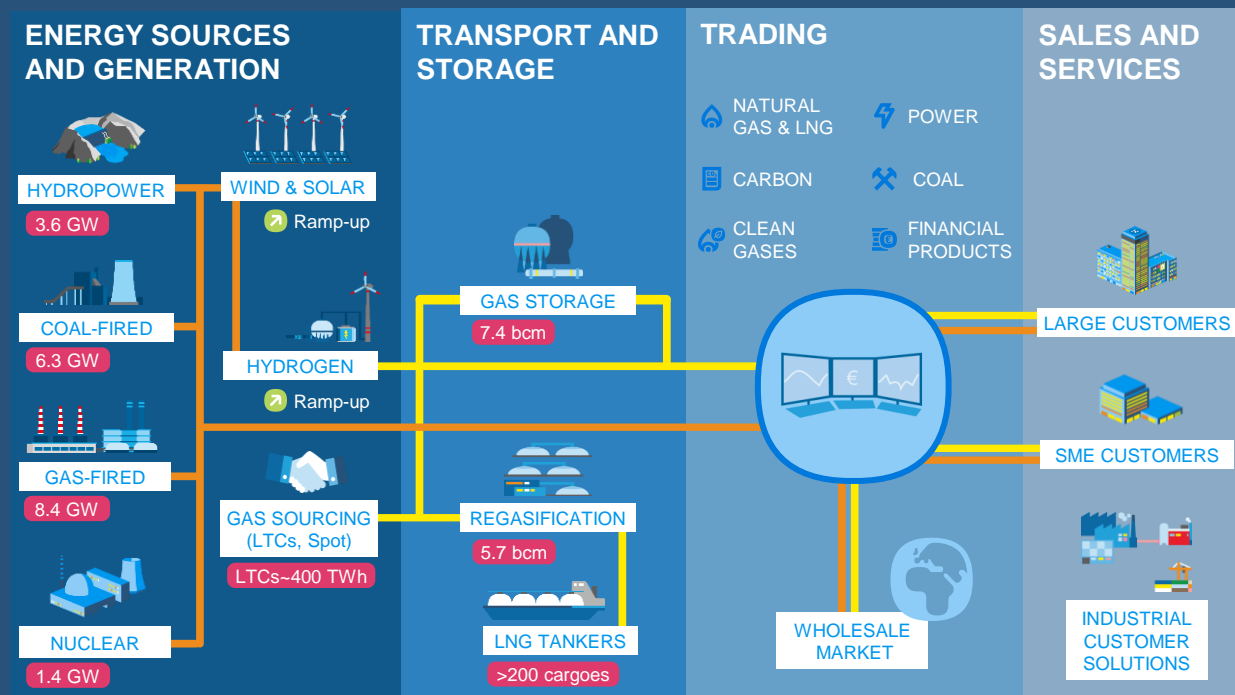 ENERGY SOURCES
AND GENERATION
HYDROPOWER
3.6 GW
COAL-FIRED
6.3 GW
GAS-FIRED
8.4 GW
NUCLEAR
1.4 GW
WIND & SOLAR
Ramp-up
HYDROGEN
Ramp-up
GAS SOURCING
(LTCs, Spot)
LTCs~400 TWh
TRANSPORT AND
STORAGE
GAS STORAGE
7.4 bcm
REGASIFICATION
5.7 bcm
LNG TANKERS
>200 cargoes
TRADING
NATURAL
GAS & LNG
POWER
CARBON
COAL
CLEAN
GASES
FINANCIAL
PRODUCTS
€
WHOLESALE
MARKET
SALES AND
SERVICES
LARGE CUSTOMERS
SME CUSTOMERS
INDUSTRIAL
CUSTOMER
SOLUTIONS